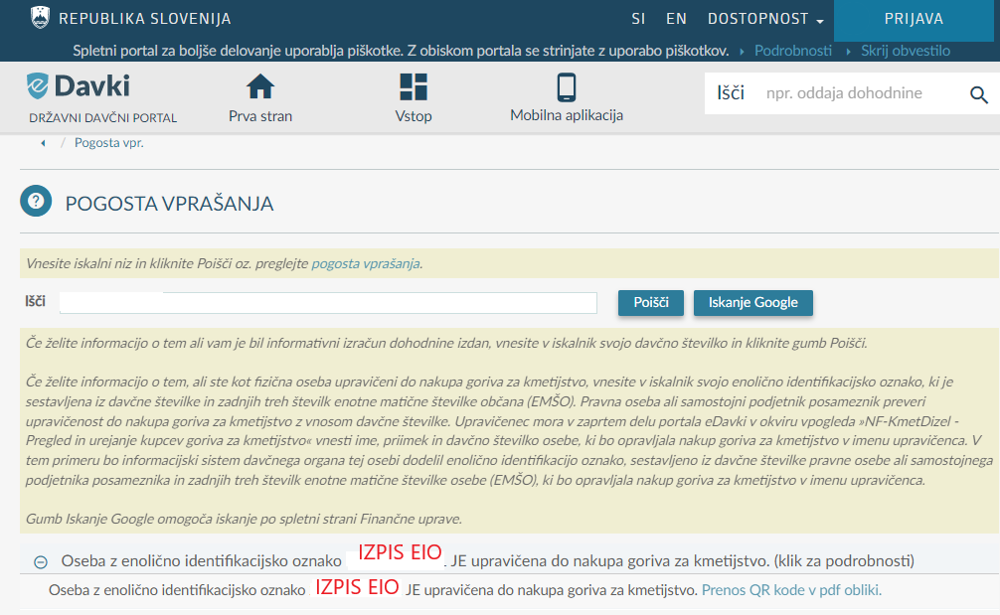 REPUBLIKA SLOVENIJA SI EN DOSTOPNOST PRIJAVA
Spletni portal za boljše delovanje uporablja piškotke. Z obiskom portala se strinjate z uporabo piškotkov. Podrobnosti Skrij obvestilo
eDavki
DRŽAVNI DAVČNI PORTAL
Prva stran
Vstop
Mobilna aplikacija
Išči npr. oddaja dohodnine
/ Pogosta vpr.
? POGOSTA VPRAŠANJA
Vnesite iskalni niz in kliknite Poišči oz. preglejte pogosta vprašanja.
Išči Poišči Iskanje Google
Če želite informacijo o tem ali vam je bil informativni izračun dohodnine izdan, vnesite v iskalnik svojo davčno številko in kliknite gumb Poišči.
Če želite informacijo o tem, ali ste kot fizična oseba upravičeni do nakupa goriva za kmetijstvo, vnesite v iskalnik svojo enolično identifikacijsko oznako, ki je
sestavljena iz davčne številke in zadnjih treh številk enotne matične številke občana (EMŠO). Pravna oseba ali samostojni podjetnik posameznik preveri
upravičenost do nakupa goriva za kmetijstvo z vnosom davčne številke. Upravičenec mora v zaprtem delu portala eDavki v okviru vpogleda »NF-KmetDizel -
Pregled in urejanje kupcev goriva za kmetijstvo« vnesti ime, priimek in davčno številko osebe, ki bo opravljala nakup goriva za kmetijstvo v imenu upravičenca. V
tem primeru bo informacijski sistem davčnega organa tej osebi dodelil enolično identifikacijo oznako, sestavljeno iz davčne številke pravne osebe ali samostojnega
podjetnika posameznika in zadnjih treh številk enotne matične številke osebe (EMŠO), ki bo opravljala nakup goriva za kmetijstvo v imenu upravičenca.
Gumb Iskanje Google omogoča iskanje po spletni strani Finančne uprave.
Oseba z enolično identifikacijsko oznako IZPIS EIO . JE upravičena do nakupa goriva za kmetijstvo. (klik za podrobnosti)
Oseba z enolično identifikacijsko oznako IZPIS EIO JE upravičena do nakupa goriva za kmetijstvo. Prenos QR kode v pdf obliki.